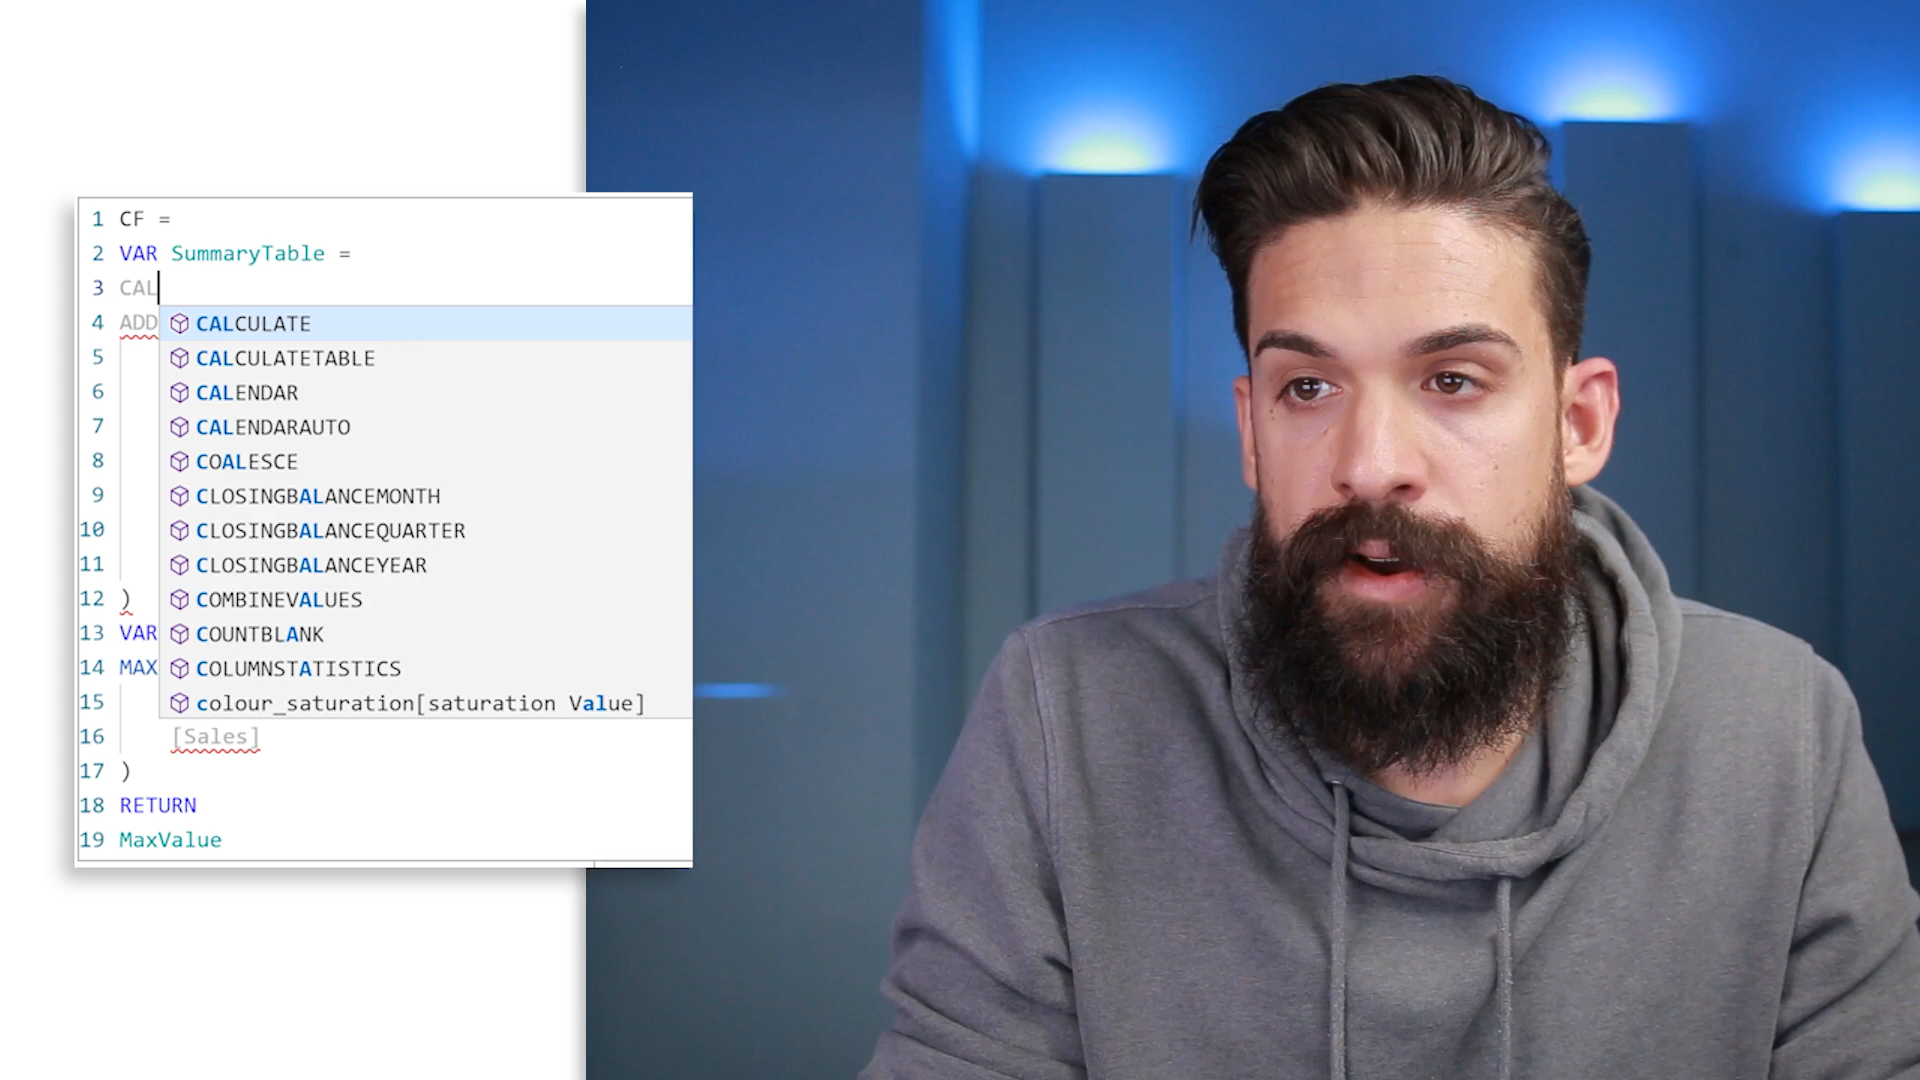 1 CF =
2 VAR SummaryTable =
3 CAL
4 ADD CALCULATE
5 CALCULATETABLE
6 CALENDAR
7 CALENDARAUTO
8 COALESCE
9 CLOSINGBALANCEMONTH
10 CLOSINGBALANCEQUARTER
11 CLOSINGBALANCEYEAR
12 ) COMBINEVALUES
13 VAR COUNTBLANK
14 MAX COLUMNSTATISTICS
15 colour_saturation[saturation Value]
16 [Sales]
17 )
18 RETURN
19 MaxValue